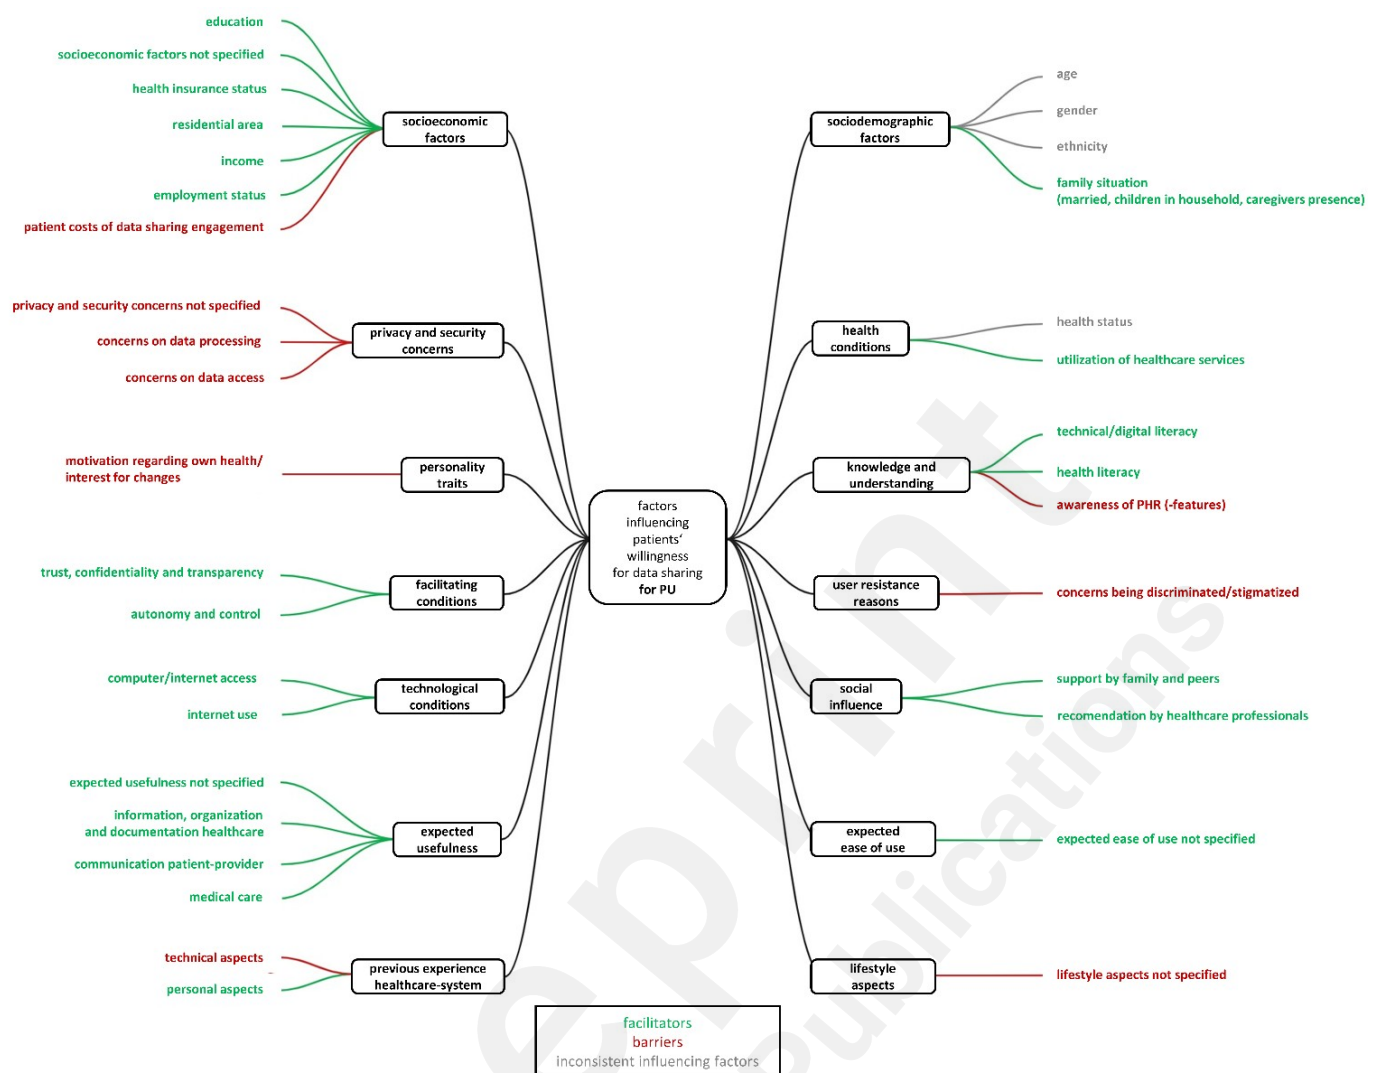 education
socioeconomic factors not specified
health insurance status
residential area
income
employment status
patient costs of data sharing engagement
socioeconomic
factors
privacy and security concerns not specified
concerns on data processing
concerns on data access
privacy and security
concerns
motivation regarding own health/
interest for changes
personality
traits
trust, confidentiality and transparency
autonomy and control
facilitating
conditions
computer/internet access
internet use
technological
conditions
expected usefulness not specified
information, organization
and documentation healthcare
communication patient-provider
medical care
expected
usefulness
technical aspects
personal aspects
previous experience
healthcare-system
factors
influencing
patients‘
willingness
for data sharing
for PU
sociodemographic
factors
age
gender
ethnicity
family situation
(married, children in household, caregivers presence)
health
conditions
health status
utilization of healthcare services
knowledge and
understanding
technical/digital literacy
health literacy
awareness of PHR (-features)
user resistance
reasons
concerns being discriminated/stigmatized
social
influence
support by family and peers
recomendation by healthcare professionals
expected
ease of use
expected ease of use not specified
lifestyle
aspects
lifestyle aspects not specified
facilitators
barriers
inconsistent influencing factors
eprint
Publications